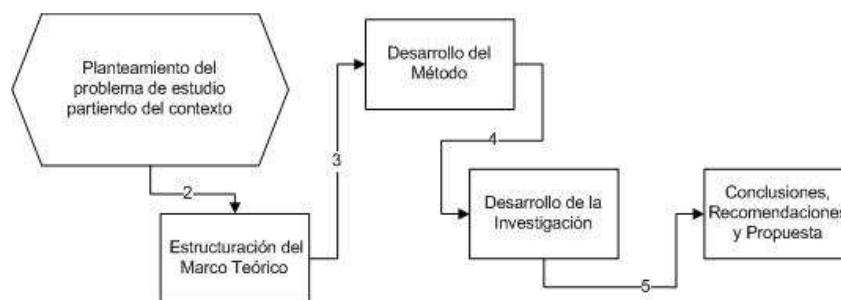 Planteamiento del
problema de estudio
partiendo del contexto
2
Estructuración del
Marco Teórico
3
Desarrollo del
Método
4
Desarrollo de la
Investigación
5
Conclusiones,
Recomendaciones
y Propuesta